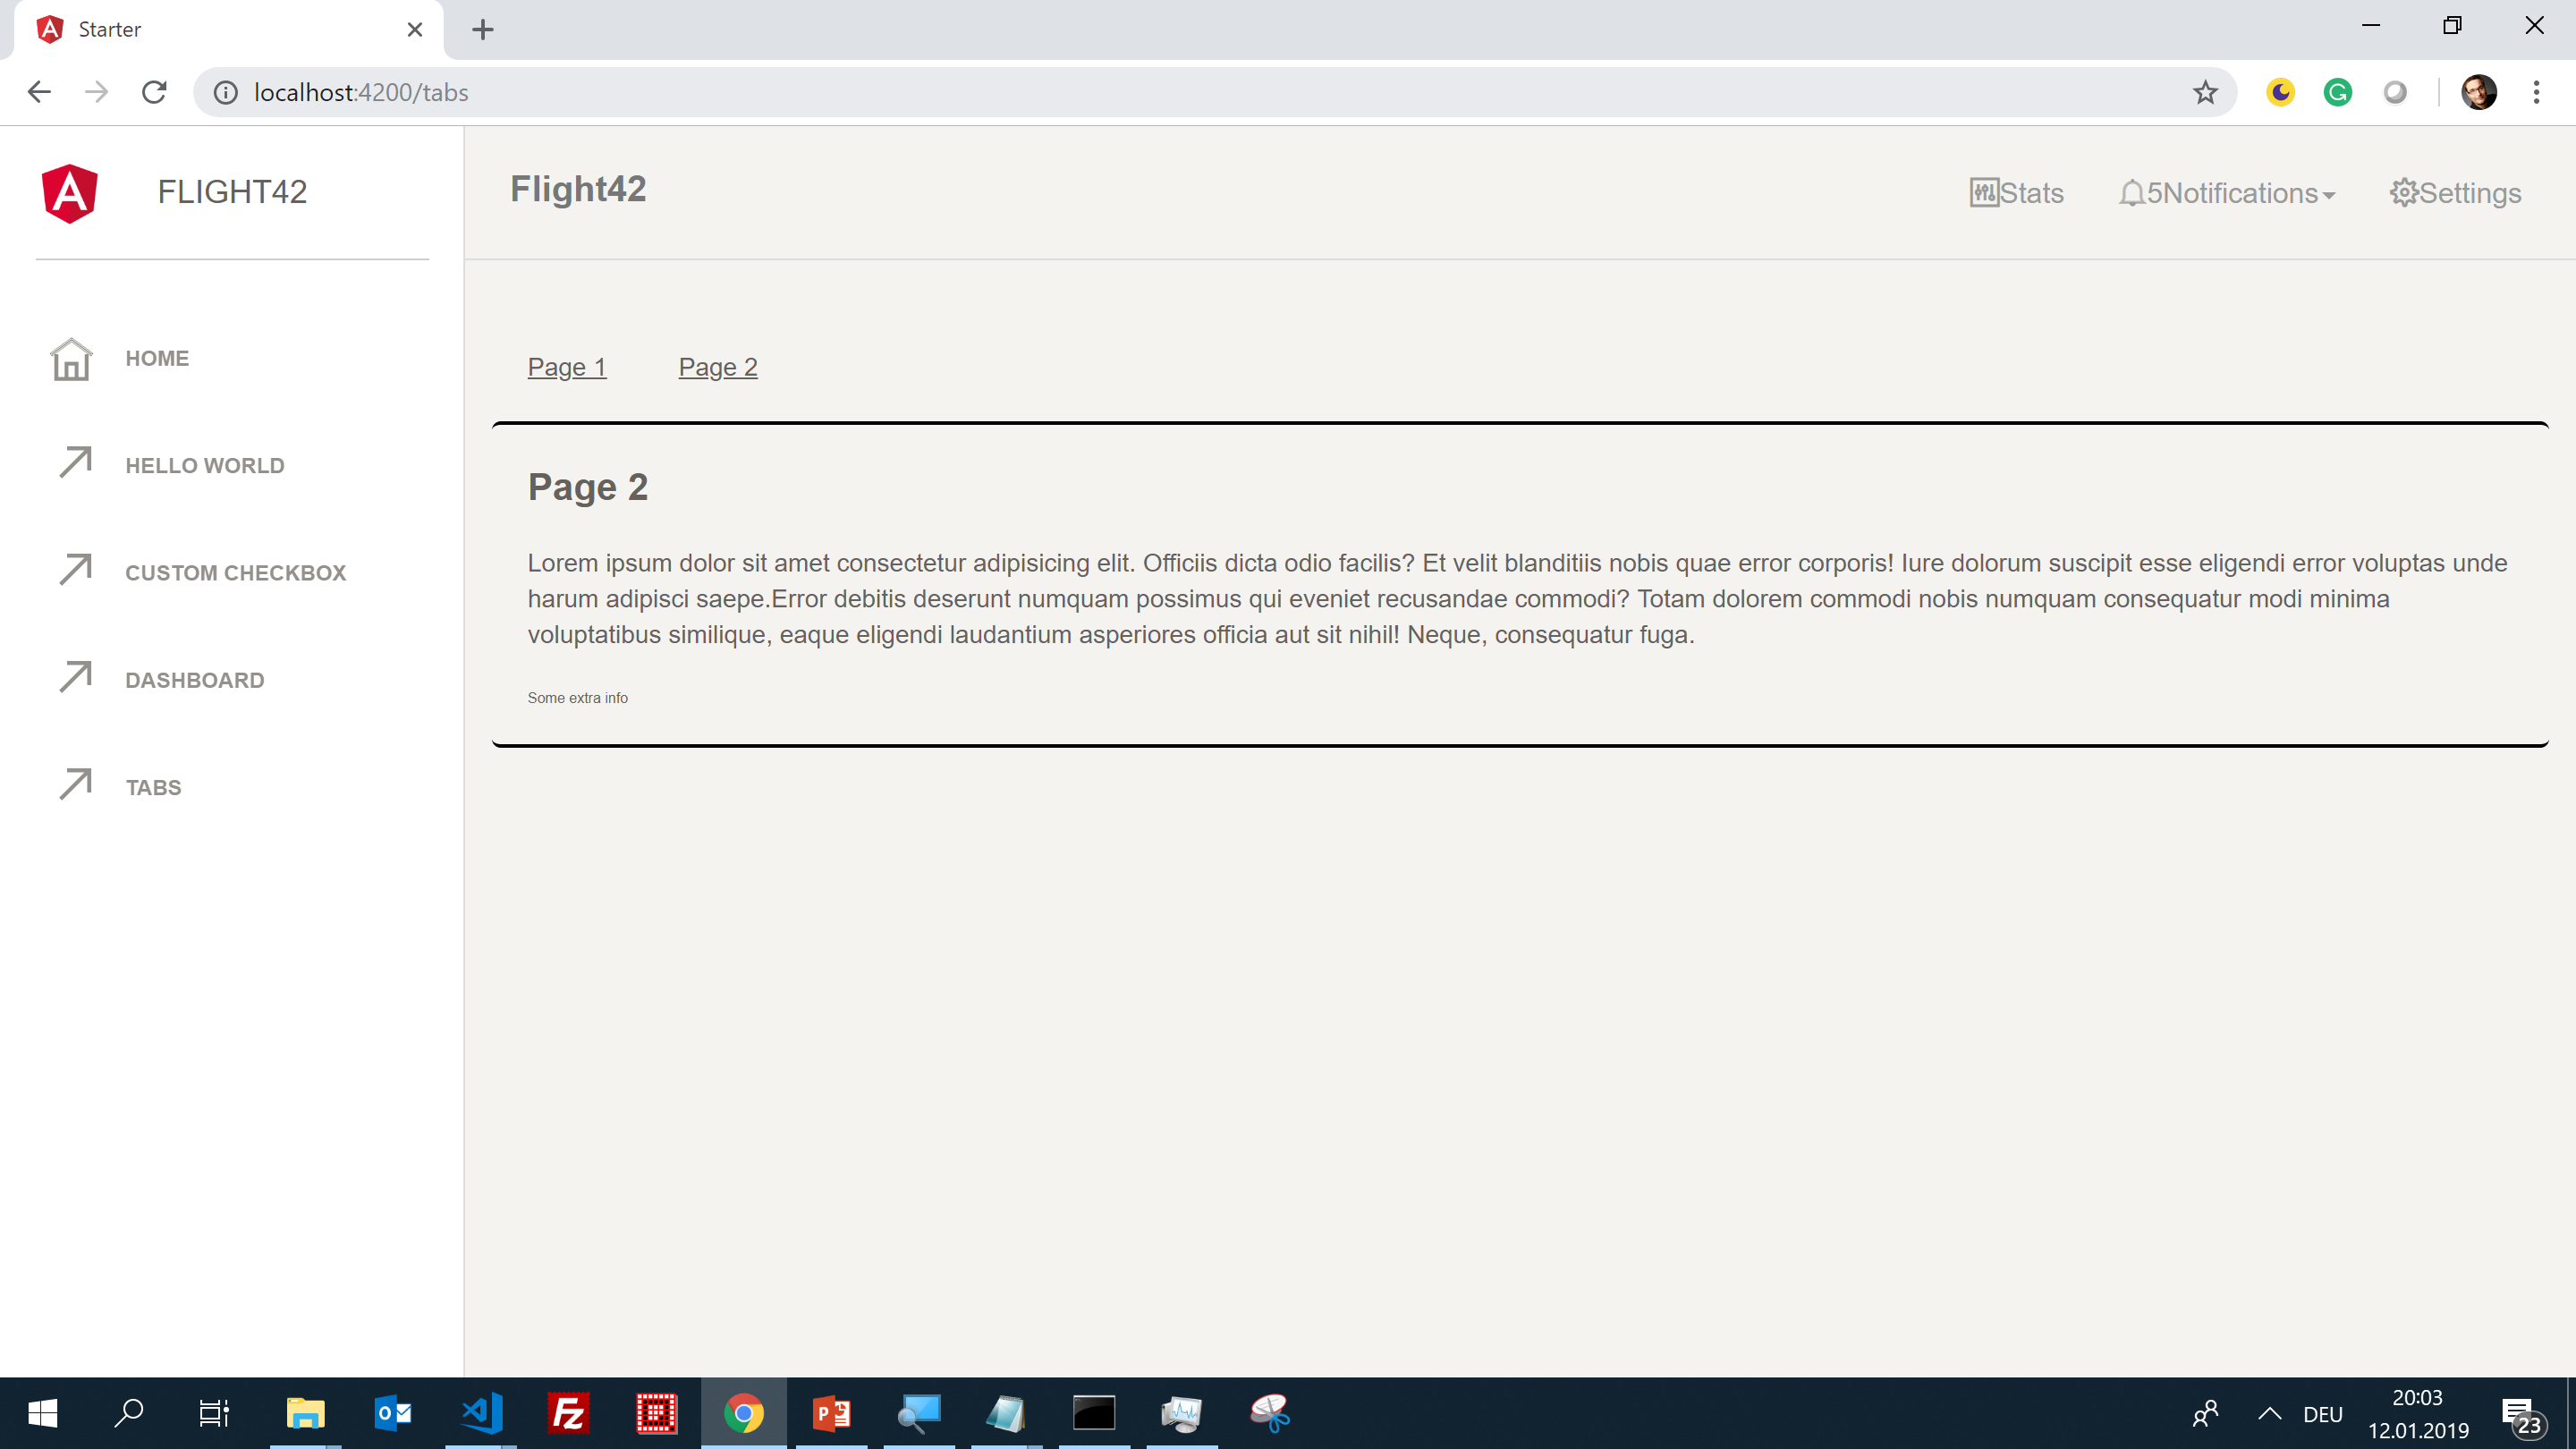 Starter
localhost:4200/tabs
FLIGHT42
Flight42
Stats
5Notifications
Settings
HOME
HELLO WORLD
CUSTOM CHECKBOX
DASHBOARD
TABS
Page 1
Page 2
Page 2
Lorem ipsum dolor sit amet consectetur adipisicing elit. Officiis dicta odio facilis? Et velit blanditiis nobis quae error corporis! Iure dolorum suscipit esse eligendi error voluptas unde
harum adipisci saepe.Error debitis deserunt numquam possimus qui eveniet recusandae commodi? Totam dolorem commodi nobis numquam consequatur modi minima
voluptatibus similique, eaque eligendi laudantium asperiores officia aut sit nihil! Neque, consequatur fuga.
Some extra info
DEU
20:03
12.01.2019
23